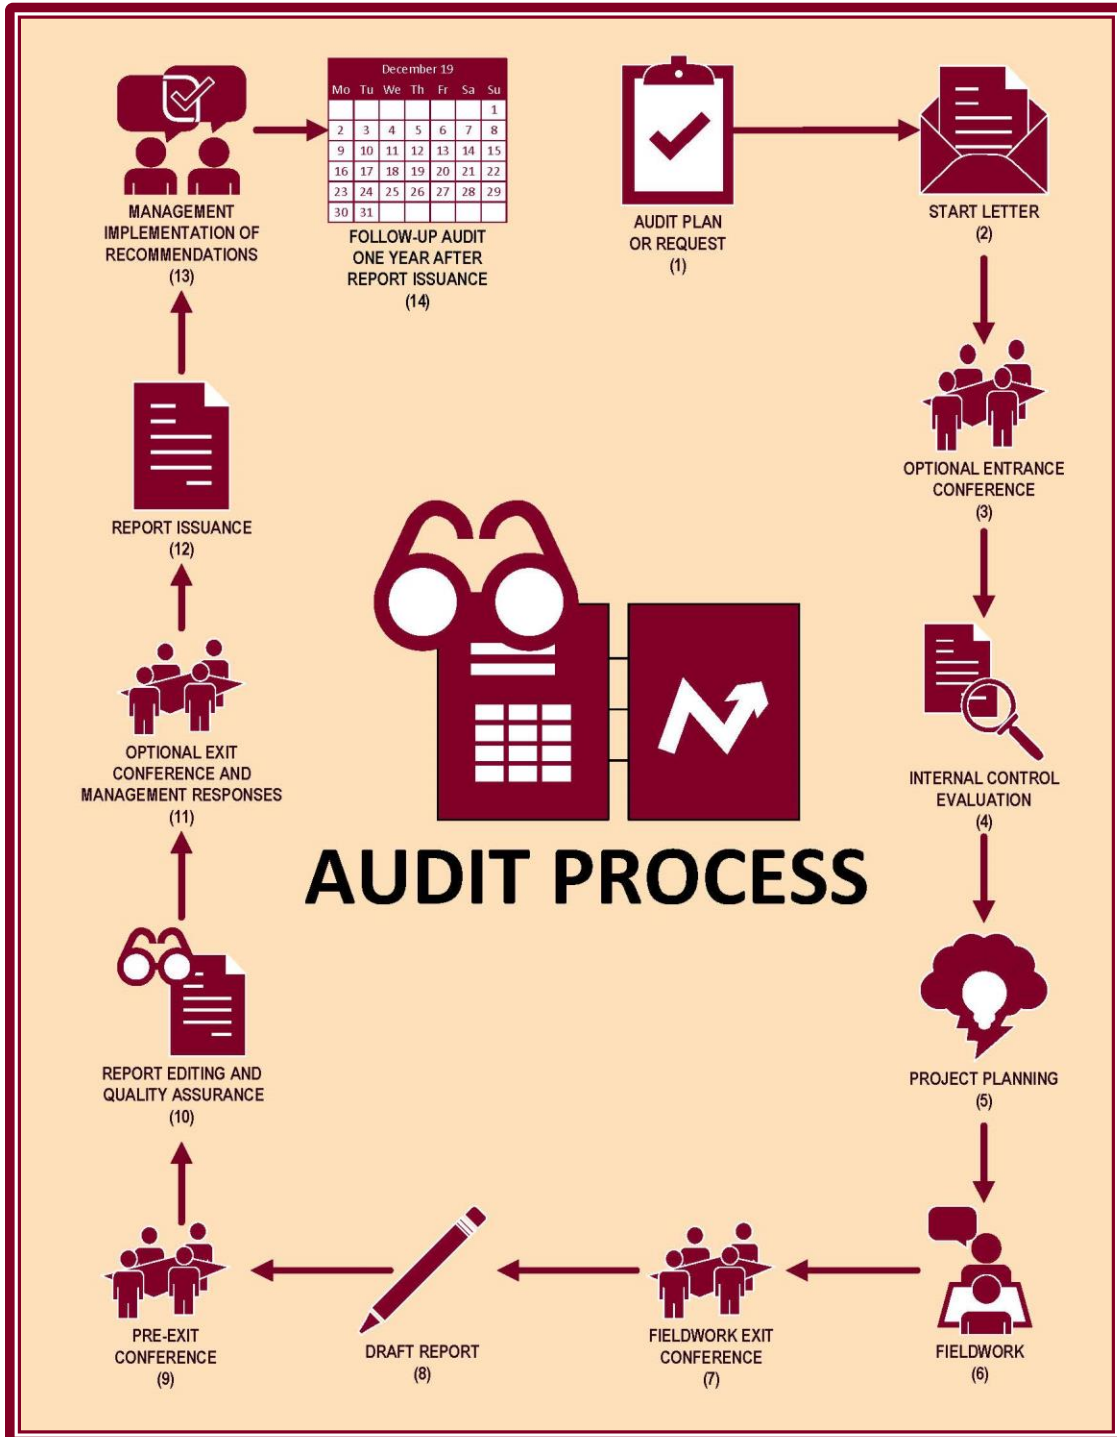 AUDIT PLAN
OR REQUEST
(1)
START LETTER
(2)
OPTIONAL ENTRANCE
CONFERENCE
(3)
INTERNAL CONTROL
EVALUATION
(4)
PROJECT PLANNING
(5)
FIELDWORK
(6)
FIELDWORK EXIT
CONFERENCE
(7)
DRAFT REPORT
(8)
PRE-EXIT
CONFERENCE
(9)
REPORT EDITING AND
QUALITY ASSURANCE
(10)
OPTIONAL EXIT
CONFERENCE AND
MANAGEMENT RESPONSES
(11)
REPORT ISSUANCE
(12)
MANAGEMENT
IMPLEMENTATION OF
RECOMMENDATIONS
(13)
December 19
Mo Tu We Th Fr Sa Su
1
2 3 4 5 6 7 8
9 10 11 12 13 14 15
16 17 18 19 20 21 22
23 24 25 26 27 28 29
30 31
FOLLOW-UP AUDIT
ONE YEAR AFTER
REPORT ISSUANCE
(14)
AUDIT PROCESS